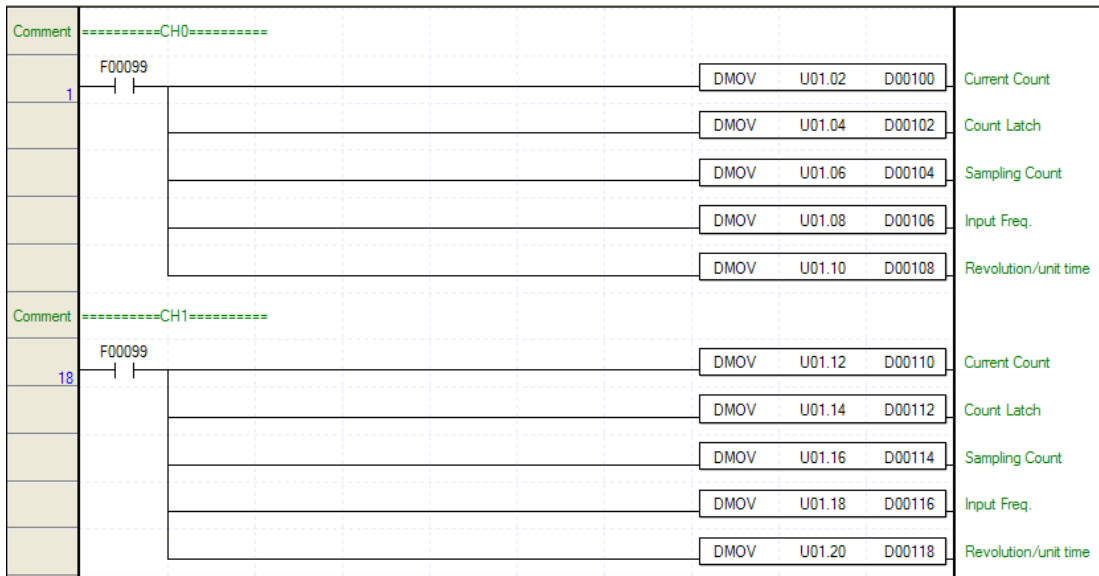 Comment ==========CH0==========
F00099
1 DMOV U01.02 D00100 Current Count
DMOV U01.04 D00102 Count Latch
DMOV U01.06 D00104 Sampling Count
DMOV U01.08 D00106 Input Freq.
DMOV U01.10 D00108 Revolution/unit time
Comment ==========CH1==========
F00099
18 DMOV U01.12 D00110 Current Count
DMOV U01.14 D00112 Count Latch
DMOV U01.16 D00114 Sampling Count
DMOV U01.18 D00116 Input Freq.
DMOV U01.20 D00118 Revolution/unit time